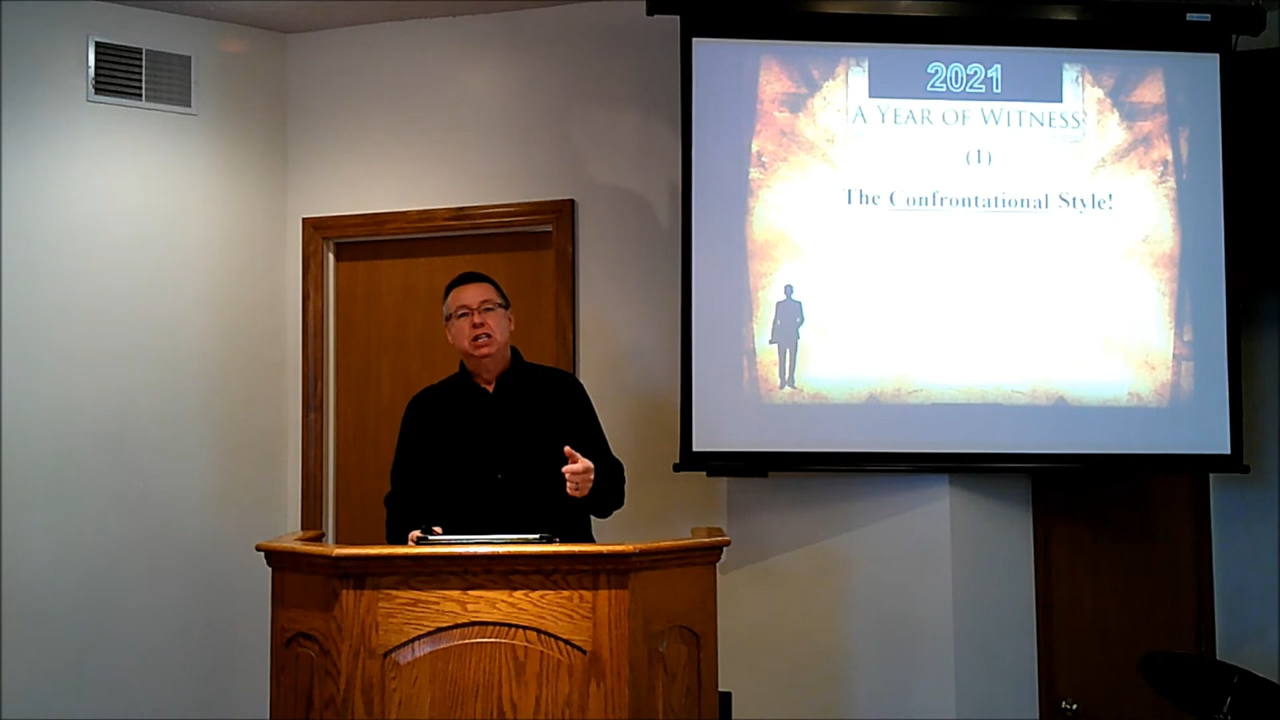 2021
A YEAR OF WITNESS
(1)
The Confrontational Style!